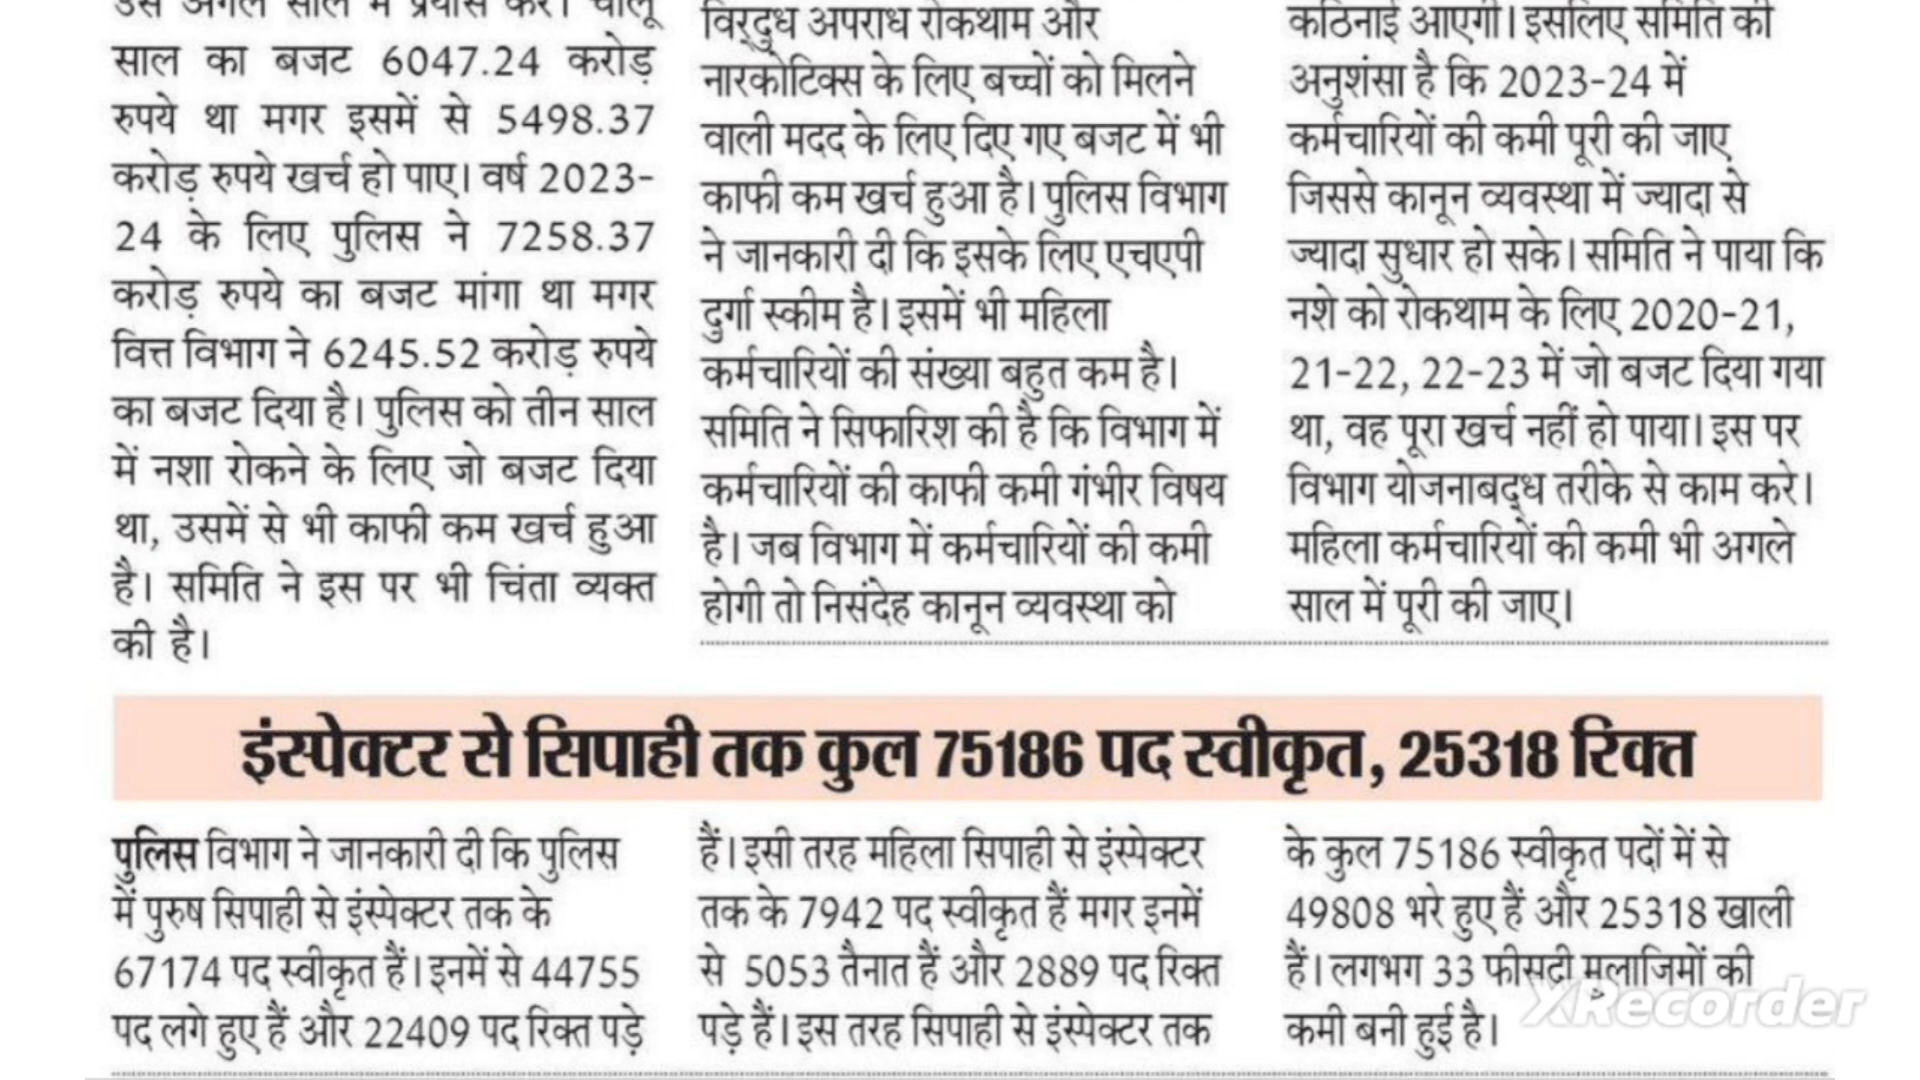 उसे अगले साल में प्रयास करे। चालू
साल का बजट 6047.24 करोड़
रुपये था मगर इसमें से 5498.37
करोड़ रुपये खर्च हो पाए। वर्ष 2023-
24 के लिए पुलिस ने 7258.37
करोड़ रुपये का बजट मांगा था मगर
वित्त विभाग ने 6245.52 करोड़ रुपये
का बजट दिया है। पुलिस को तीन साल
में नशा रोकने के लिए जो बजट दिया
था, उसमें से भी काफी कम खर्च हुआ
है। समिति ने इस पर भी चिंता व्यक्त
की है।
विरुद्ध अपराध रोकथाम और
नारकोटिक्स के लिए बच्चों को मिलने
वाली मदद के लिए दिए गए बजट में भी
काफी कम खर्च हुआ है। पुलिस विभाग
ने जानकारी दी कि इसके लिए एचएपी
दुर्गा स्कीम है। इसमें भी महिला
कर्मचारियों की संख्या बहुत कम है।
समिति ने सिफारिश की है कि विभाग में
कर्मचारियों की काफी कमी गंभीर विषय
है। जब विभाग में कर्मचारियों की कमी
होगी तो निसंदेह कानून व्यवस्था को
कठिनाई आएगी। इसलिए समिति की
अनुशंसा है कि 2023-24 में
कर्मचारियों की कमी पूरी की जाए
जिससे कानून व्यवस्था में ज्यादा से
ज्यादा सुधार हो सके। समिति ने पाया कि
नशे को रोकथाम के लिए 2020-21,
21-22, 22-23 में जो बजट दिया गया
था, वह पूरा खर्च नहीं हो पाया। इस पर
विभाग योजनाबद्ध तरीके से काम करे।
महिला कर्मचारियों की कमी भी अगले
साल में पूरी की जाए।
इंस्पेक्टर से सिपाही तक कुल 75186 पद स्वीकृत, 25318 रिक्त
पुलिस विभाग ने जानकारी दी कि पुलिस
में पुरुष सिपाही से इंस्पेक्टर तक के
67174 पद स्वीकृत हैं। इनमें से 44755
पद लगे हुए हैं और 22409 पद रिक्त पड़े
हैं। इसी तरह महिला सिपाही से इंस्पेक्टर
तक के 7942 पद स्वीकृत हैं मगर इनमें
से 5053 तैनात हैं और 2889 पद रिक्त
पड़े हैं। इस तरह सिपाही से इंस्पेक्टर तक
के कुल 75186 स्वीकृत पदों में से
49808 भरे हुए हैं और 25318 खाली
हैं। लगभग 33 फीसदी मुलाजिमों की
कमी बनी हुई है।
XRecorder